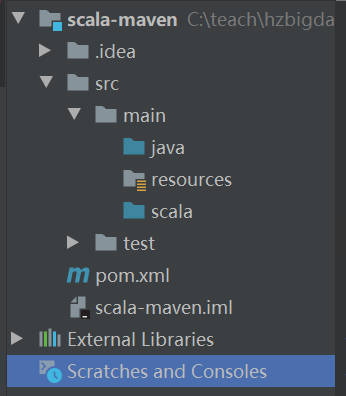 scala-maven C:\teach\hzbigda
.idea
src
main
java
resources
scala
test
pom.xml
scala-maven.iml
External Libraries
Scratches and Consoles